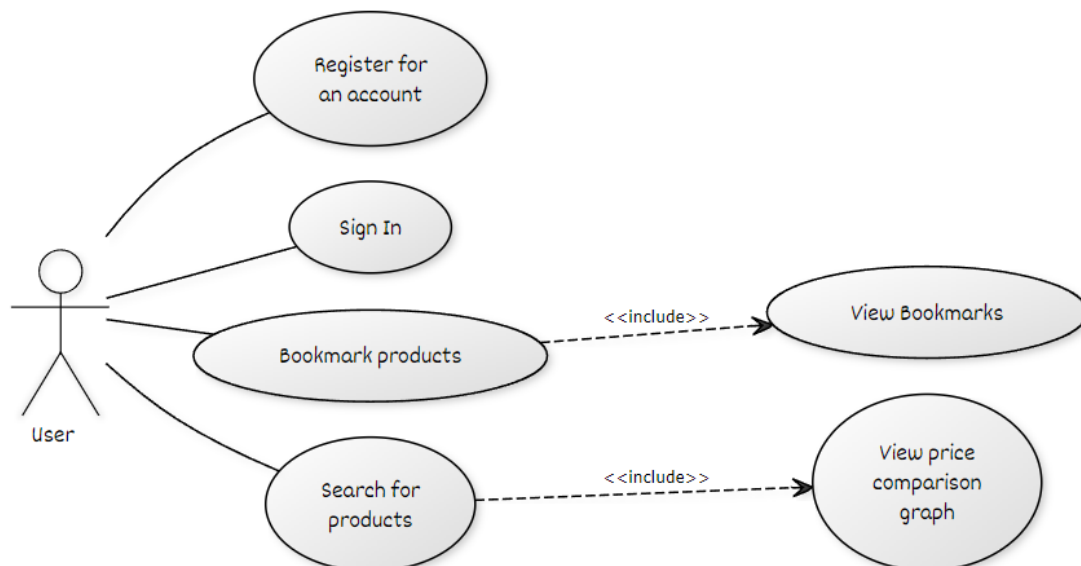 Register for
an account
Sign In
Bookmark products
<<include>>
View Bookmarks
User
Search for
products
<<include>>
View price
comparison
graph